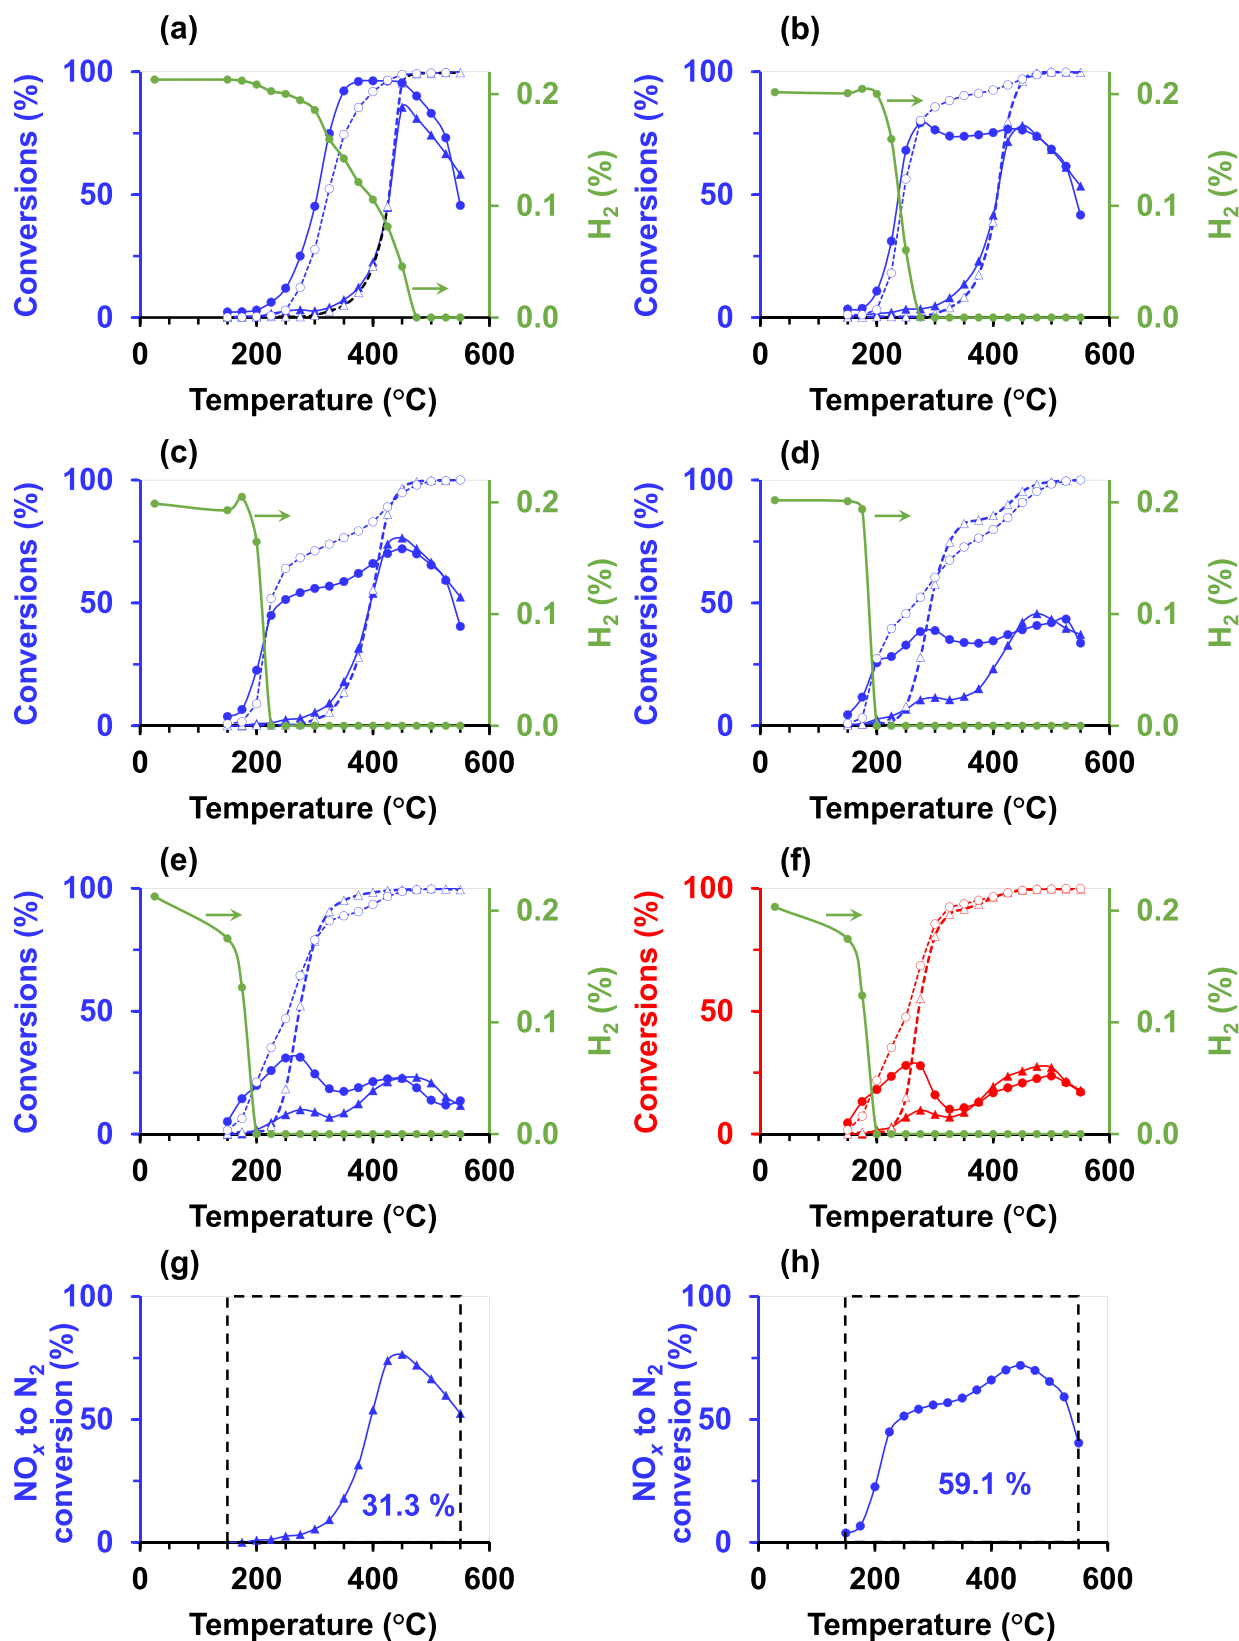 (a)
(b)
100
50
0
Conversions (%)
0.2
0.1
0.0
H2 (%)
0 200 400 600
Temperature (°C)
100
50
0
Conversions (%)
0.2
0.1
0.0
H2 (%)
0 200 400 600
Temperature (°C)
(c)
(d)
100
50
0
Conversions (%)
0.2
0.1
0.0
H2 (%)
0 200 400 600
Temperature (°C)
100
50
0
Conversions (%)
0.2
0.1
0.0
H2 (%)
0 200 400 600
Temperature (°C)
(e)
(f)
100
50
0
Conversions (%)
0.2
0.1
0.0
H2 (%)
0 200 400 600
Temperature (°C)
100
50
0
Conversions (%)
0.2
0.1
0.0
H2 (%)
0 200 400 600
Temperature (°C)
(g)
(h)
100
50
0
NOx to N2
conversion (%)
31.3 %
0 200 400 600
Temperature (°C)
100
50
0
NOx to N2
conversion (%)
59.1 %
0 200 400 600
Temperature (°C)